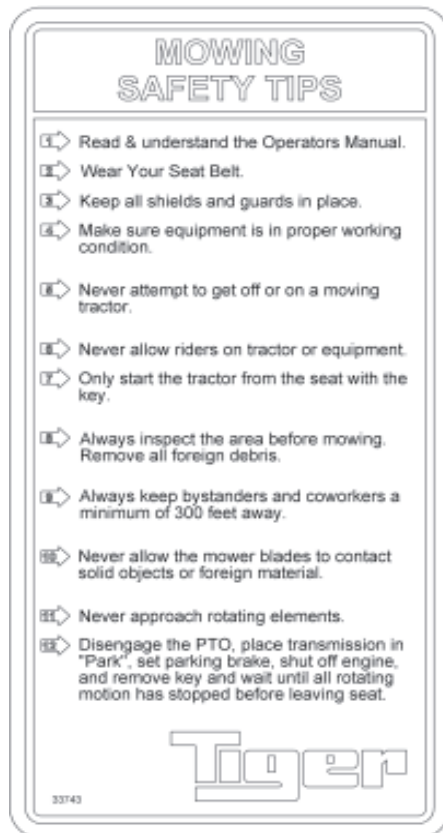 MOWING
SAFETY TIPS
1 Read & understand the Operators Manual.
2 Wear Your Seat Belt.
3 Keep all shields and guards in place.
4 Make sure equipment is in proper working
condition.
5 Never attempt to get off or on a moving
tractor.
6 Never allow riders on tractor or equipment.
7 Only start the tractor from the seat with the
key.
8 Always inspect the area before mowing.
Remove all foreign debris.
9 Always keep bystanders and coworkers a
minimum of 300 feet away.
10 Never allow the mower blades to contact
solid objects or foreign material.
11 Never approach rotating elements.
12 Disengage the PTO, place transmission in
"Park", set parking brake, shut off engine,
and remove key and wait until all rotating
motion has stopped before leaving seat.
Tiger
33743